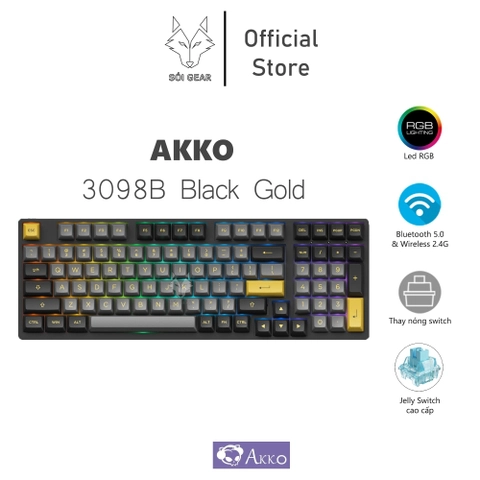 SÓI GEAR
Official
Store
RGB
LIGHTING
Led RGB
AKKO
3098B Black Gold
Bluetooth 5.0
& Wireless 2.4G
Thay nóng switch
Jelly Switch
cao cấp
AKKO